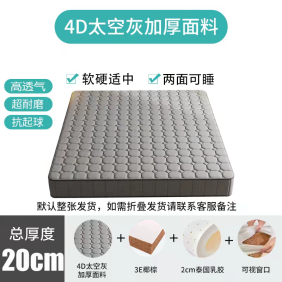 4D太空灰加厚面料
✓ 软硬适中 ✓ 两面可睡
高透气
超耐磨
抗起球
默认整张发货，如需折叠发货请联系客服备注
总厚度
20cm
4D太空灰
加厚面料
+
3E椰棕
+
2cm泰国乳胶
+
可视窗口